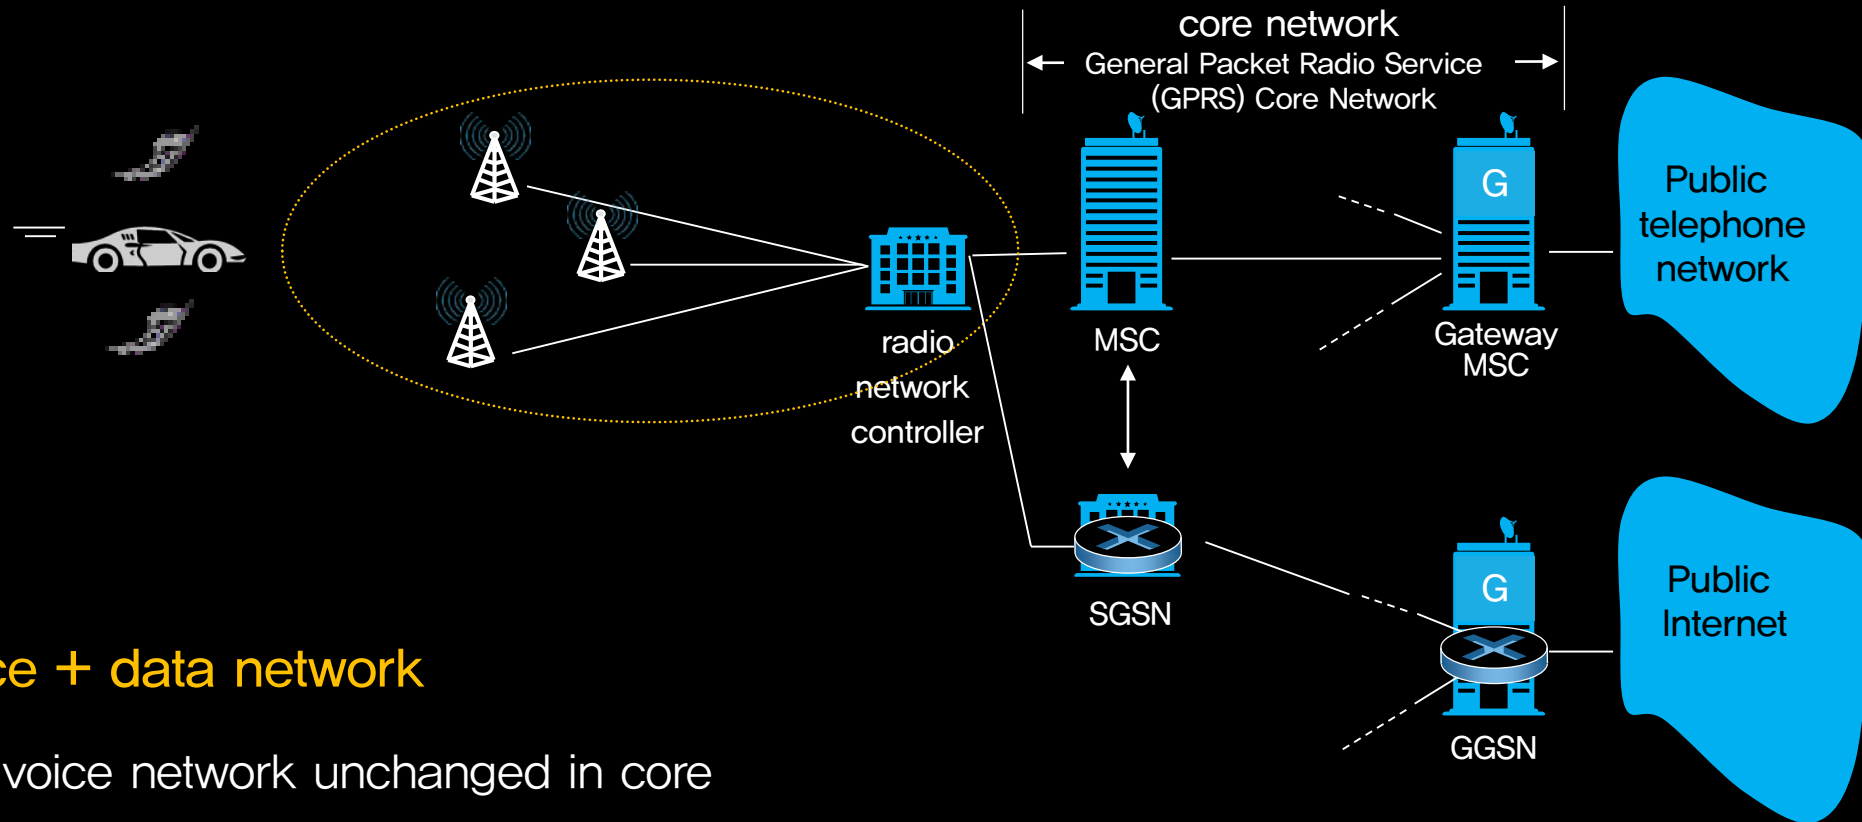 core network
General Packet Radio Service
(GPRS) Core Network
G
Public
telephone
network
radio
network
controller
MSC
Gateway
MSC
SGSN
G
GGSN
Public
Internet
+ data network
voice network unchanged in core